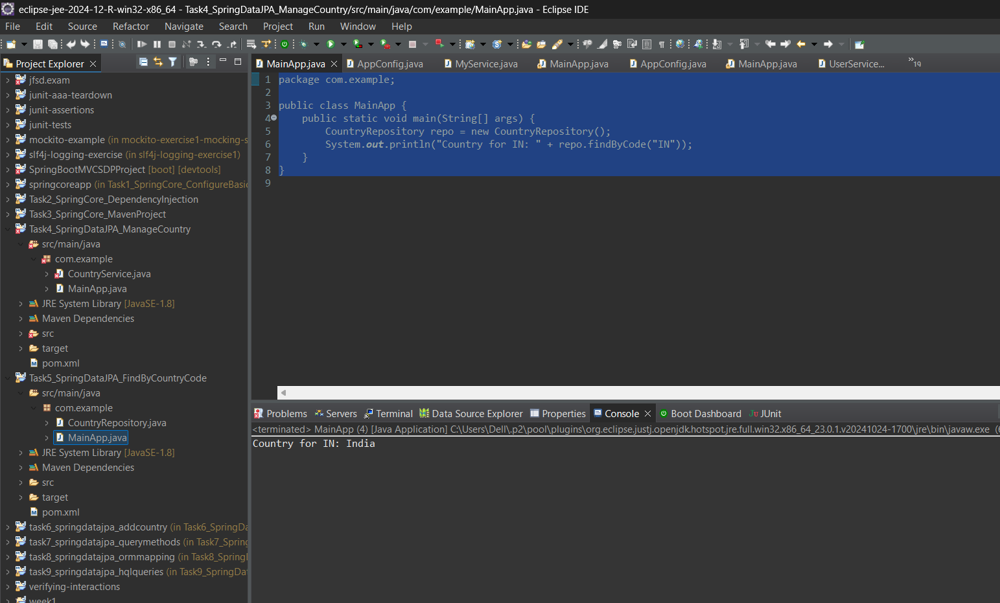 eclipse-jee-2024-12-R-win32-x86_64 - Task4_SpringDataJPA_ManageCountry/src/main/java/com/example/MainApp.java - Eclipse IDE
File Edit Source Refactor Navigate Search Project Run Window Help
Project Explorer
MainApp.java AppConfig.java MyService.java MainApp.java AppConfig.java MainApp.java UserService... »19
jfsd.exam
junit-aaa-teardown
junit-assertions
junit-tests
mockito-example (in mockito-exercise1-mocking-s
slf4j-logging-exercise (in slf4j-logging-exercise1)
SpringBootMVCSDPProject [boot] [devtools]
springcoreapp (in Task1_SpringCore_ConfigureBasic
Task2_SpringCore_DependencyInjection
Task3_SpringCore_MavenProject
Task4_SpringDataJPA_ManageCountry
src/main/java
com.example
CountryService.java
MainApp.java
JRE System Library [JavaSE-1.8]
Maven Dependencies
src
target
pom.xml
Task5_SpringDataJPA_FindByCountryCode
src/main/java
com.example
CountryRepository.java
MainApp.java
JRE System Library [JavaSE-1.8]
Maven Dependencies
src
target
pom.xml
task6_springdatajpa_addcountry (in Task6_SpringDa
task7_springdatajpa_querymethods (in Task7_Spring
task8_springdatajpa_ormmapping (in Task8_Spring
task9_springdatajpa_hqlqueries (in Task9_SpringDat
verifying-interactions
week1
1 package com.example;
2
3 public class MainApp {
4 public static void main(String[] args) {
5 CountryRepository repo = new CountryRepository();
6 System.out.println("Country for IN: " + repo.findByCode("IN"));
7 }
8 }
9
Problems Servers Terminal Data Source Explorer Properties Console Boot Dashboard JUnit
<terminated> MainApp (4) [Java Application] C:\Users\Dell\.p2\pool\plugins\org.eclipse.justj.openjdk.hotspot.jre.full.win32.x86_64_23.0.1.v20241024-1700\jre\bin\javaw.exe (6
Country for IN: India